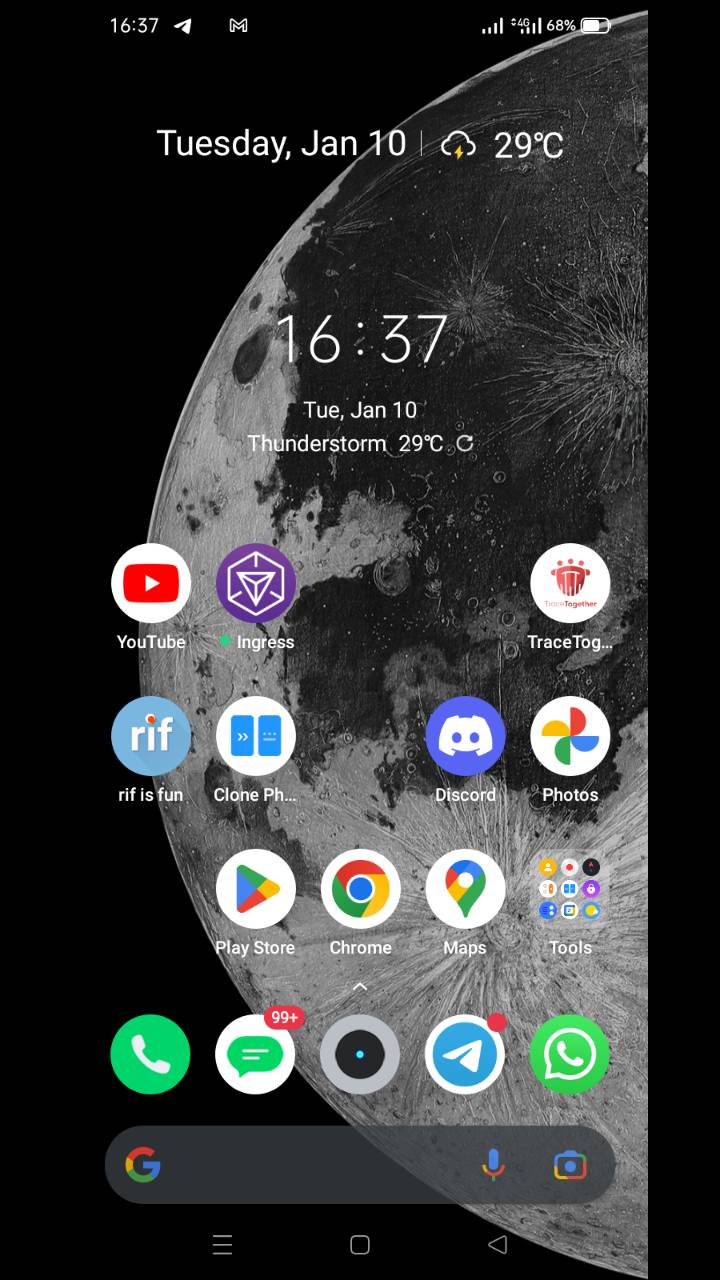 16:37
4G
68%
Tuesday, Jan 10
29℃
16:37
Tue, Jan 10
Thunderstorm 29℃
TraceTogether
YouTube
Ingress
TraceTog...
rif
rif is fun
Clone Ph...
Discord
Photos
Play Store
Chrome
Maps
Tools
99+
G